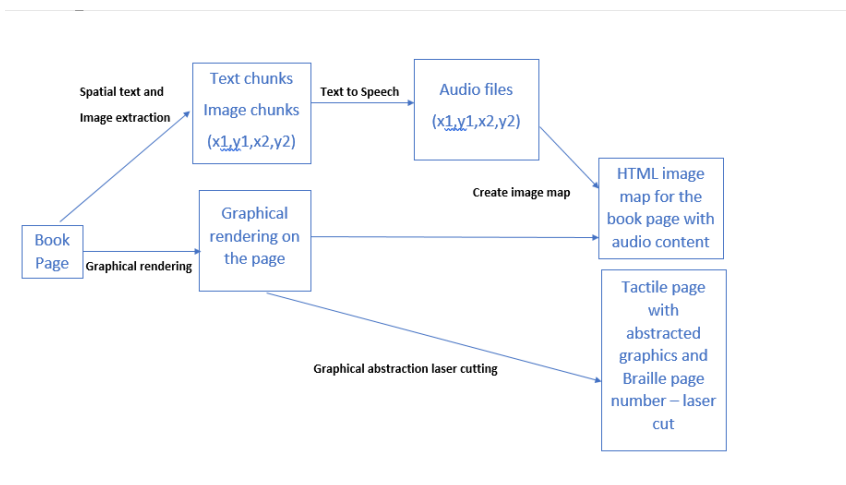 Spatial text and
Image extraction
Text chunks
Image chunks
(x1,y1,x2,y2)
Text to Speech
Audio files
(x1,y1,x2,y2)
Create image map
HTML image
map for the
book page with
audio content
Book
Page
Graphical rendering
Graphical
rendering on
the page
Graphical abstraction laser cutting
Tactile page
with
abstracted
graphics and
Braille page
number – laser
cut